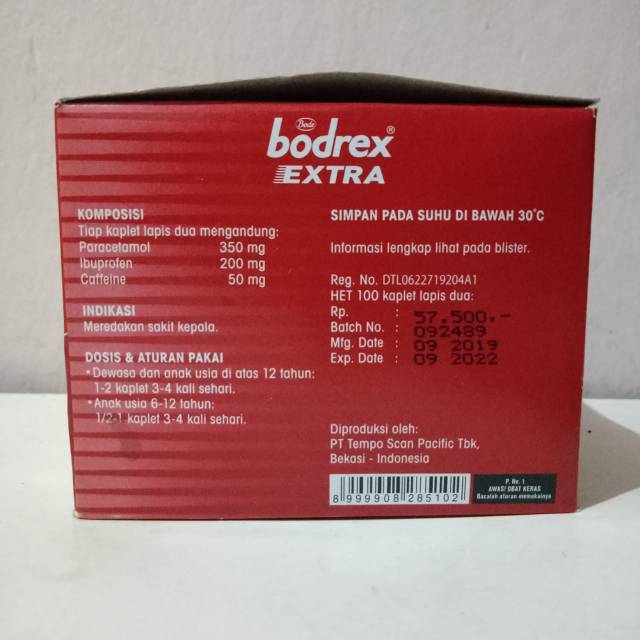 Bode
bodrex®
EXTRA
KOMPOSISI
Tiap kaplet lapis dua mengandung:
Paracetamol 350 mg
Ibuprofen 200 mg
Caffeine 50 mg
INDIKASI
Meredakan sakit kepala.
DOSIS & ATURAN PAKAI
•Dewasa dan anak usia di atas 12 tahun:
1-2 kaplet 3-4 kali sehari.
•Anak usia 6-12 tahun:
1/2-1 kaplet 3-4 kali sehari.
SIMPAN PADA SUHU DI BAWAH 30°C
Informasi lengkap lihat pada blister.
Reg. No. DTL0622719204A1
HET 100 kaplet lapis dua:
Rp. : 57.500,-
Batch No. : 092489
Mfg. Date : 09 2019
Exp. Date : 09 2022
Diproduksi oleh:
PT Tempo Scan Pacific Tbk,
Bekasi - Indonesia
8 999908 285102
P. No. 1
AWAS! OBAT KERAS
Bacalah aturan memakainya